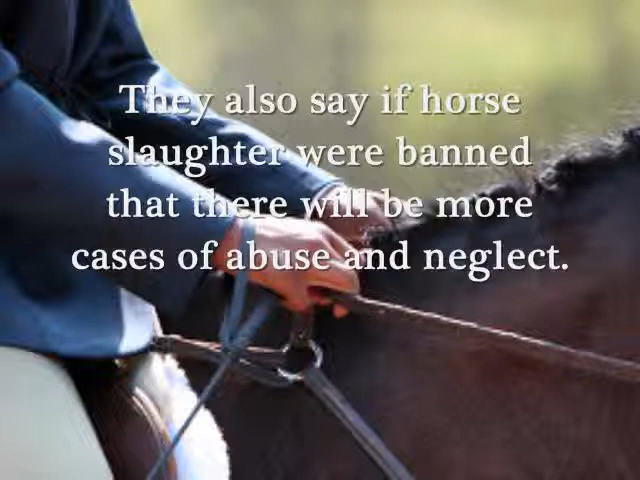 They also say if horse
slaughter were banned
that there will be more
cases of abuse and neglect.